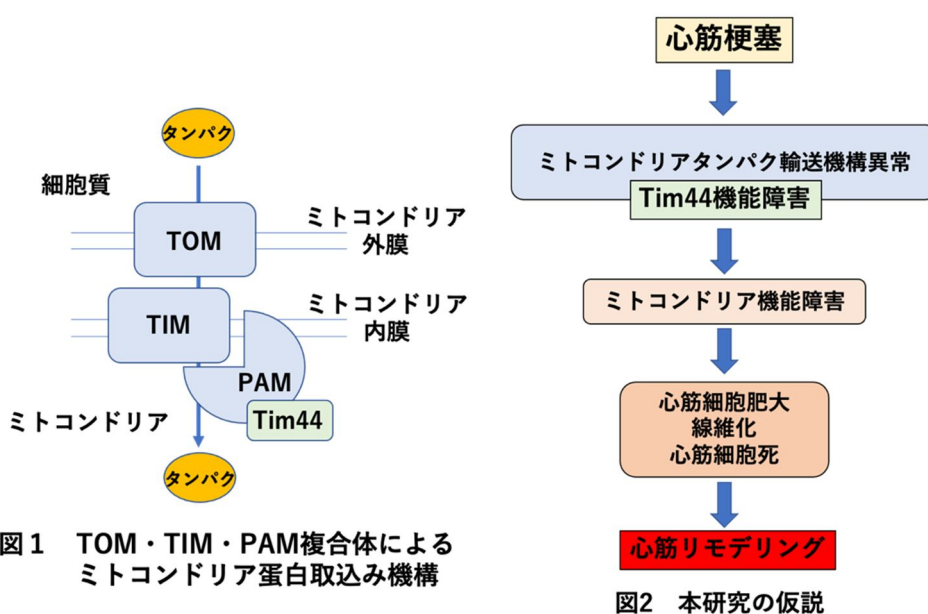 タンパク
細胞質
TOM
ミトコンドリア
外膜
TIM
ミトコンドリア
内膜
PAM
Tim44
ミトコンドリア
タンパク
図1 TOM・TIM・PAM複合体による
ミトコンドリア蛋白取込み機構
心筋梗塞
ミトコンドリアタンパク輸送機構異常
Tim44機能障害
ミトコンドリア機能障害
心筋細胞肥大
線維化
心筋細胞死
心筋リモデリング
図2 本研究の仮説